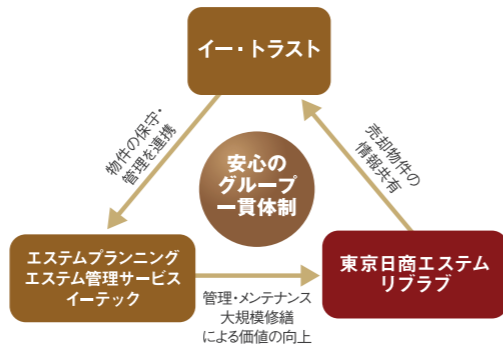 イー・トラスト
物件の保守・
管理を連携
売却物件の
情報共有
安心の
グループ
一貫体制
エステムプランニング
エステム管理サービス
イーテック
東京日商エステム
リブラブ
管理・メンテナンス
大規模修繕
による価値の向上